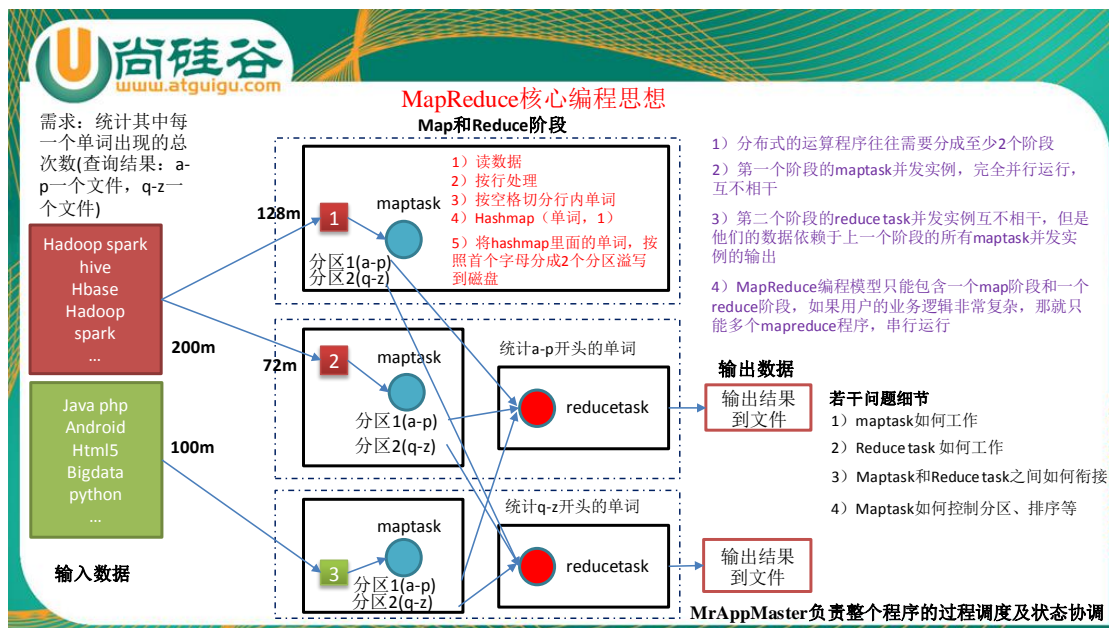 尚硅谷
www.atguigu.com
MapReduce核心编程思想
Map和Reduce阶段
需求：统计其中每
一个单词出现的总
次数(查询结果：a-
p一个文件，q-z一
个文件)
Hadoop spark
hive
Hbase
Hadoop
spark
...
200m
Java php
Android
Html5
Bigdata
python
...
100m
输入数据
128m
1
maptask
分区1(a-p)
分区2(q-z)
1）读数据
2）按行处理
3）按空格切分行内单词
4）Hashmap（单词，1）
5）将hashmap里面的单词，按
照首个字母分成2个分区溢写
到磁盘
72m
2
maptask
分区1(a-p)
分区2(q-z)
统计a-p开头的单词
reducetask
3
maptask
分区1(a-p)
分区2(q-z)
统计q-z开头的单词
reducetask
输出数据
输出结果
到文件
输出结果
到文件
1）分布式的运算程序往往需要分成至少2个阶段
2）第一个阶段的maptask并发实例，完全并行运行，
互不相干
3）第二个阶段的reduce task并发实例互不相干，但是
他们的数据依赖于上一个阶段的所有maptask并发实
例的输出
4）MapReduce编程模型只能包含一个map阶段和一个
reduce阶段，如果用户的业务逻辑非常复杂，那就只
能多个mapreduce程序，串行运行
若干问题细节
1）maptask如何工作
2）Reduce task 如何工作
3）Maptask和Reduce task之间如何衔接
4）Maptask如何控制分区、排序等
MrAppMaster负责整个程序的过程调度及状态协调